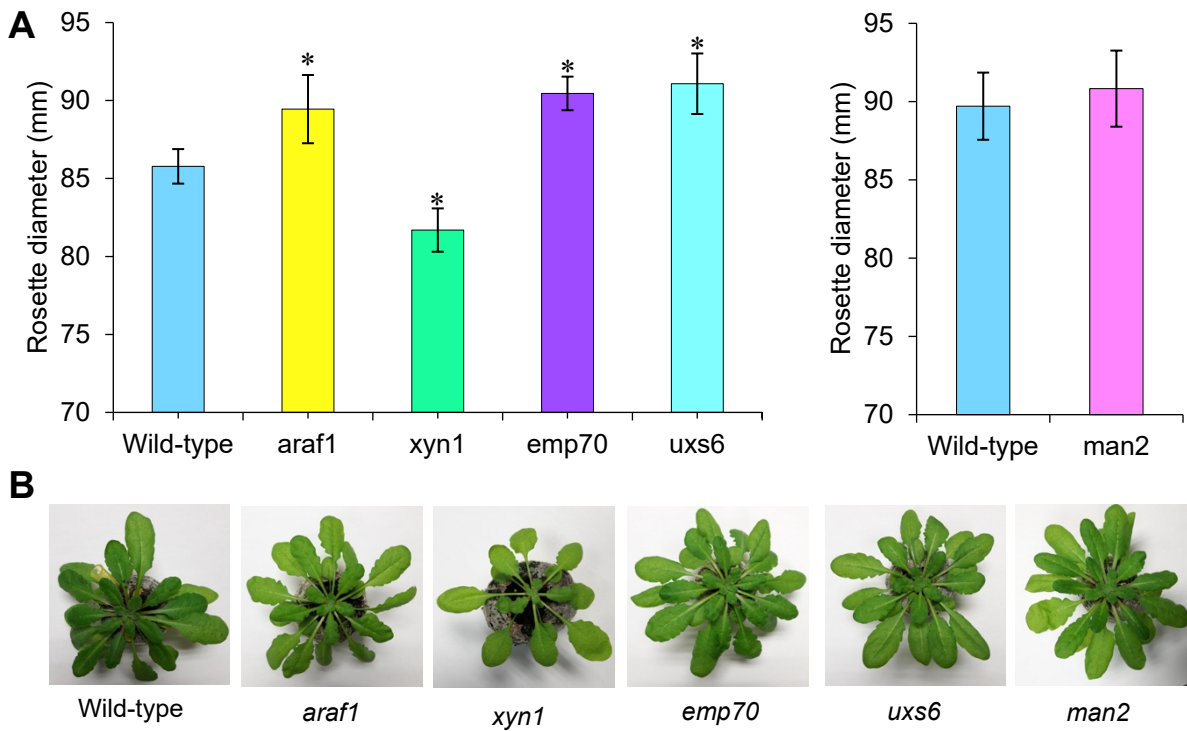 A
Rosette diameter (mm)
95
90
85
80
75
70
*
*
*
*
Wild-type araf1 xyn1 emp70 uxs6
Rosette diameter (mm)
95
90
85
80
75
70
Wild-type man2
B
Wild-type araf1 xyn1 emp70 uxs6 man2